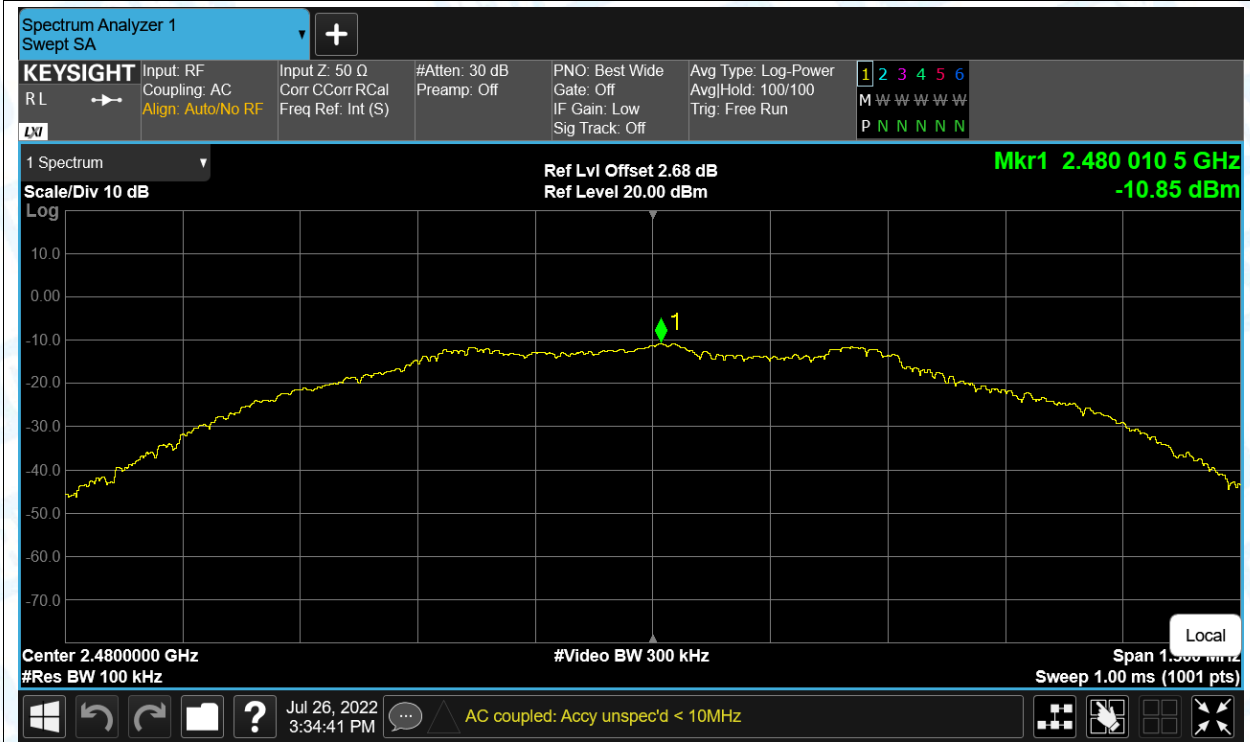 Spectrum Analyzer 1
Swept SA
KEYSIGHT
R L
LXI
Input: RF
Coupling: AC
Align: Auto/No RF
Input Z: 50 Ω
Corr CCorr RCal
Freq Ref: Int (S)
#Atten: 30 dB
Preamp: Off
PNO: Best Wide
Gate: Off
IF Gain: Low
Sig Track: Off
Avg Type: Log-Power
Avg|Hold: 100/100
Trig: Free Run
1 2 3 4 5 6
M W W W W W
P N N N N N
1 Spectrum
Scale/Div 10 dB
Ref Lvl Offset 2.68 dB
Ref Level 20.00 dBm
Mkr1 2.480 010 5 GHz
-10.85 dBm
Log
10.0
0.00
-10.0
-20.0
-30.0
-40.0
-50.0
-60.0
-70.0
1
Local
Center 2.4800000 GHz
#Video BW 300 kHz
Span
#Res BW 100 kHz
Sweep 1.00 ms (1001 pts)
?
Jul 26, 2022
3:34:41 PM
AC coupled: Accy unspec'd < 10MHz